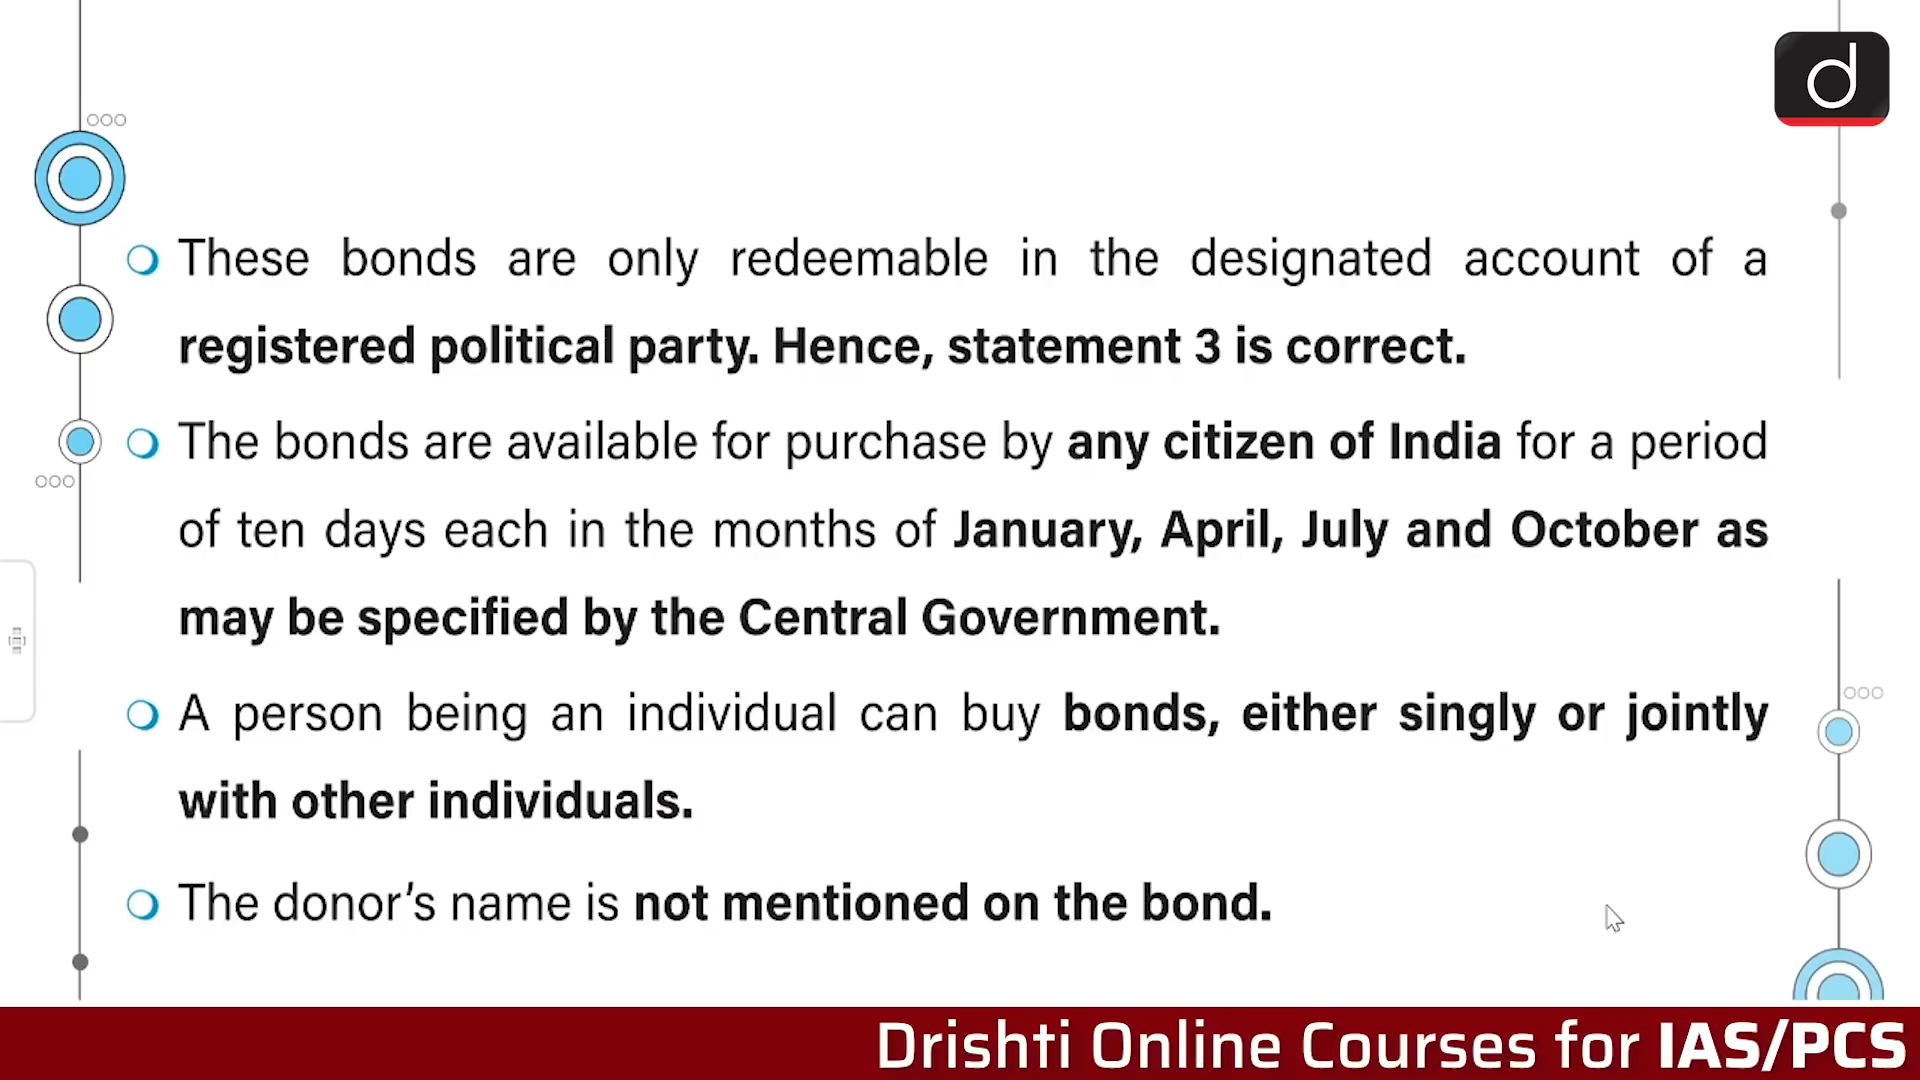 d
These bonds are only redeemable in the designated account of a
registered political party. Hence, statement 3 is correct.
The bonds are available for purchase by any citizen of India for a period
of ten days each in the months of January, April, July and October as
may be specified by the Central Government.
A person being an individual can buy bonds, either singly or jointly
with other individuals.
The donor’s name is not mentioned on the bond.
Drishti Online Courses for IAS/PCS